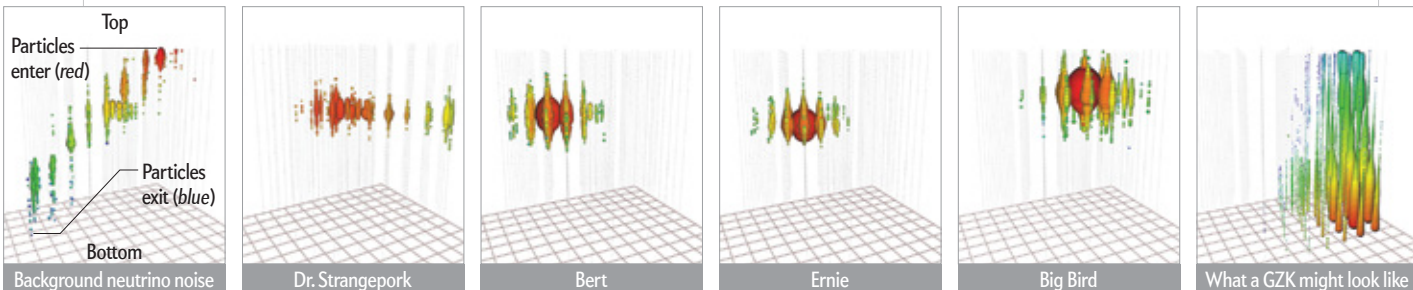 Top
Particles
enter (red)
Particles
exit (blue)
Bottom
Background neutrino noise
Dr. Strangepork
Bert
Ernie
Big Bird
What a GZK might look like